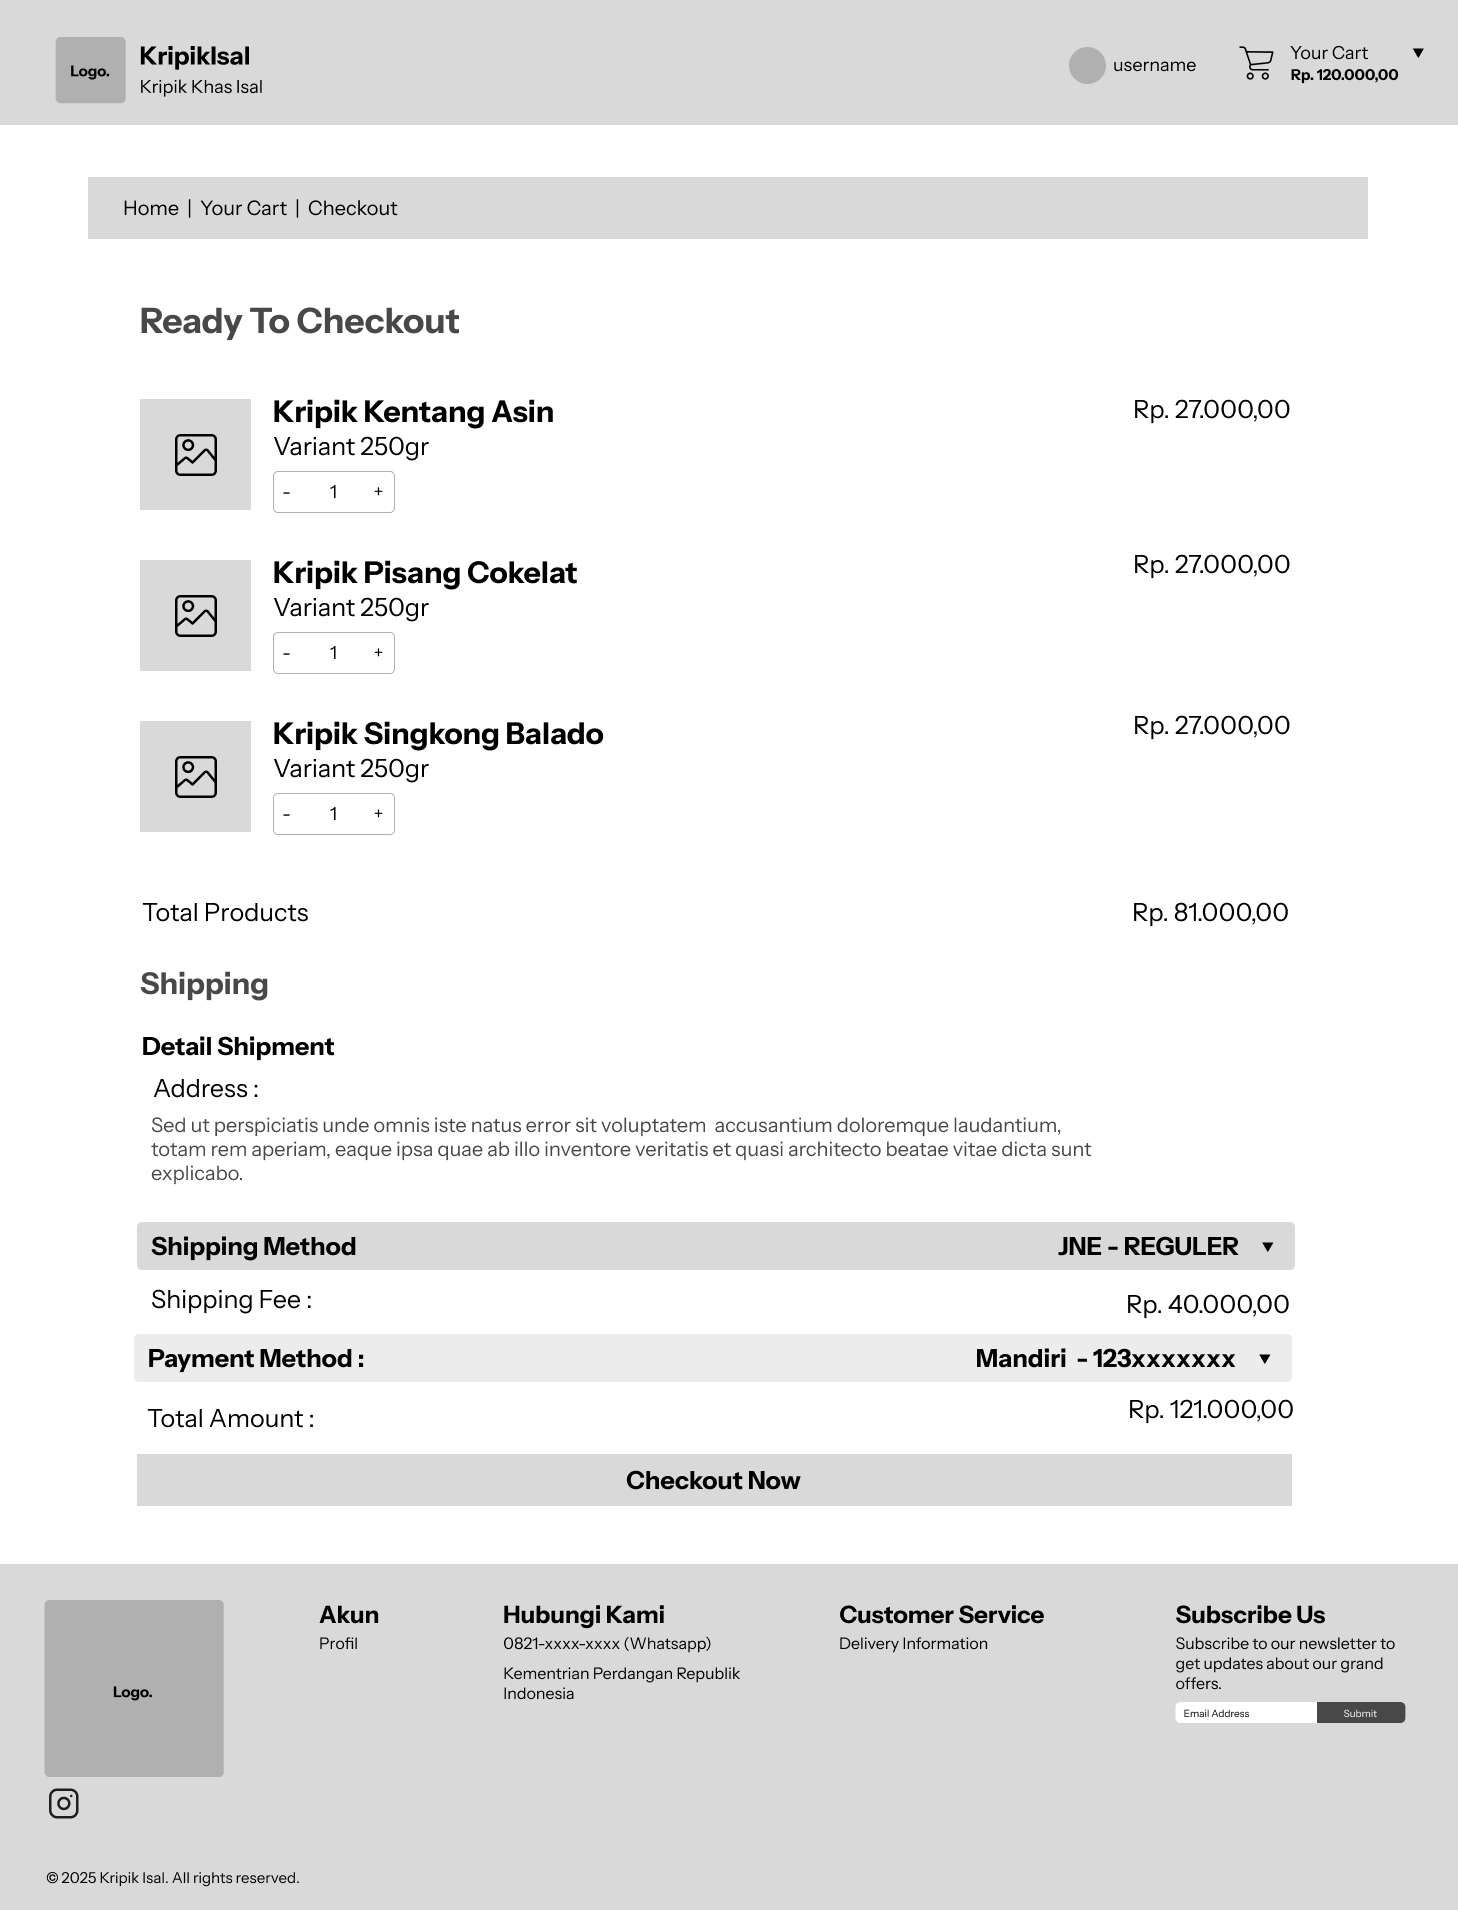 Logo.
KripikIsal
Kripik Khas Isal
username
Your Cart ▼
Rp. 120.000,00
Home | Your Cart | Checkout
Ready To Checkout
Kripik Kentang Asin
Rp. 27.000,00
Variant 250gr
- 1 +
Kripik Pisang Cokelat
Rp. 27.000,00
Variant 250gr
- 1 +
Kripik Singkong Balado
Rp. 27.000,00
Variant 250gr
- 1 +
Total Products
Rp. 81.000,00
Shipping
Detail Shipment
Address :
Sed ut perspiciatis unde omnis iste natus error sit voluptatem  accusantium doloremque laudantium,
totam rem aperiam, eaque ipsa quae ab illo inventore veritatis et quasi architecto beatae vitae dicta sunt
explicabo.
Shipping Method
JNE - REGULER ▼
Shipping Fee :
Rp. 40.000,00
Payment Method :
Mandiri  - 123xxxxxxx ▼
Total Amount :
Rp. 121.000,00
Checkout Now
Logo.
Akun
Profil
Hubungi Kami
0821-xxxx-xxxx (Whatsapp)
Kementrian Perdangan Republik
Indonesia
Customer Service
Delivery Information
Subscribe Us
Subscribe to our newsletter to
get updates about our grand
offers.
Email Address
Submit
© 2025 Kripik Isal. All rights reserved.